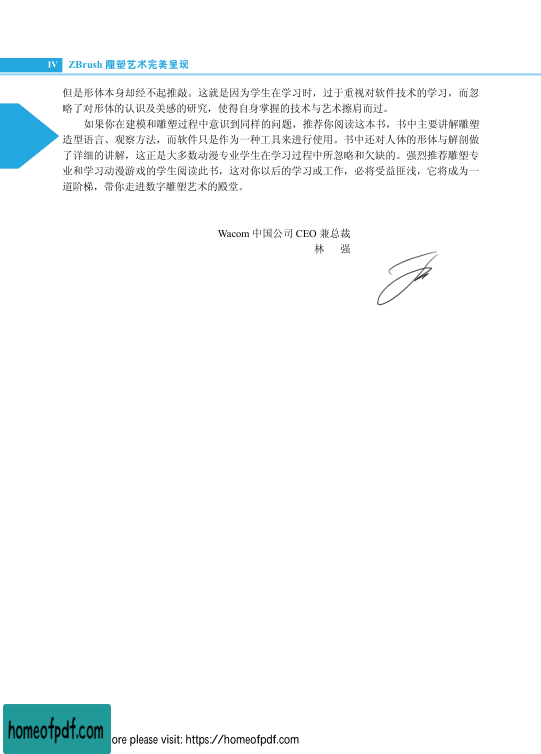 IV ZBrush 雕塑艺术完美呈现
但是形体本身却经不起推敲。这就是因为学生在学习时，过于重视对软件技术的学习，而忽
略了对形体的认识及美感的研究，使得自身掌握的技术与艺术擦肩而过。
如果你在建模和雕塑过程中意识到同样的问题，推荐你阅读这本书，书中主要讲解雕塑
造型语言、观察方法，而软件只是作为一种工具来进行使用。书中还对人体的形体与解剖做
了详细的讲解，这正是大多数动漫专业学生在学习过程中所忽略和欠缺的。强烈推荐雕塑专
业和学习动漫游戏的学生阅读此书，这对你以后的学习或工作，必将受益匪浅，它将成为一
道阶梯，带你走进数字雕塑艺术的殿堂。
Wacom 中国公司 CEO 兼总裁
林 强
homeofpdf.com
ore please visit: https://homeofpdf.com